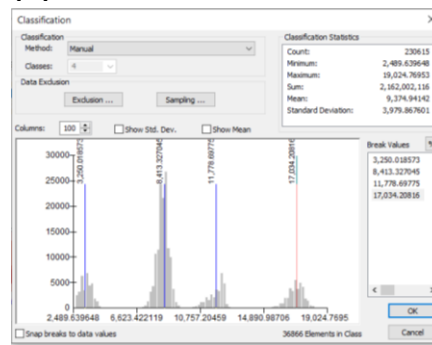 Classification
Classification
Method: Manual
Classes: 4
Data Exclusion
Exclusion ...
Sampling ...
Classification Statistics
Count: 230615
Minimum: 2,489.639648
Maximum: 19,024.76953
Sum: 2,162,002,116
Mean: 9,374.94142
Standard Deviation: 3,979.867601
Columns: 100
Show Std. Dev.
Show Mean
Break Values
%
3,250.018573
8,413.327045
11,778.69775
17,034.20816
30000
25000
20000
15000
10000
5000
0
3,250.018573
8,413.327045
11,778.69775
17,034.20816
2,489.639648 6,623.422119 10,757.20459 14,890.98706 19,024.7695
Snap breaks to data values
36866 Elements in Class
OK
Cancel